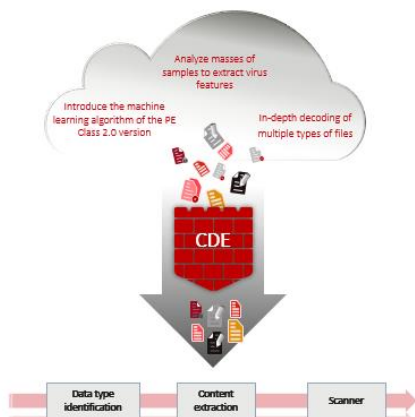 Analyze masses of
samples to extract virus
features
Introduce the machine
learning algorithm of the PE
Class 2.0 version
In-depth decoding of
multiple types of files
CDE
Data type
identification
Content
extraction
Scanner